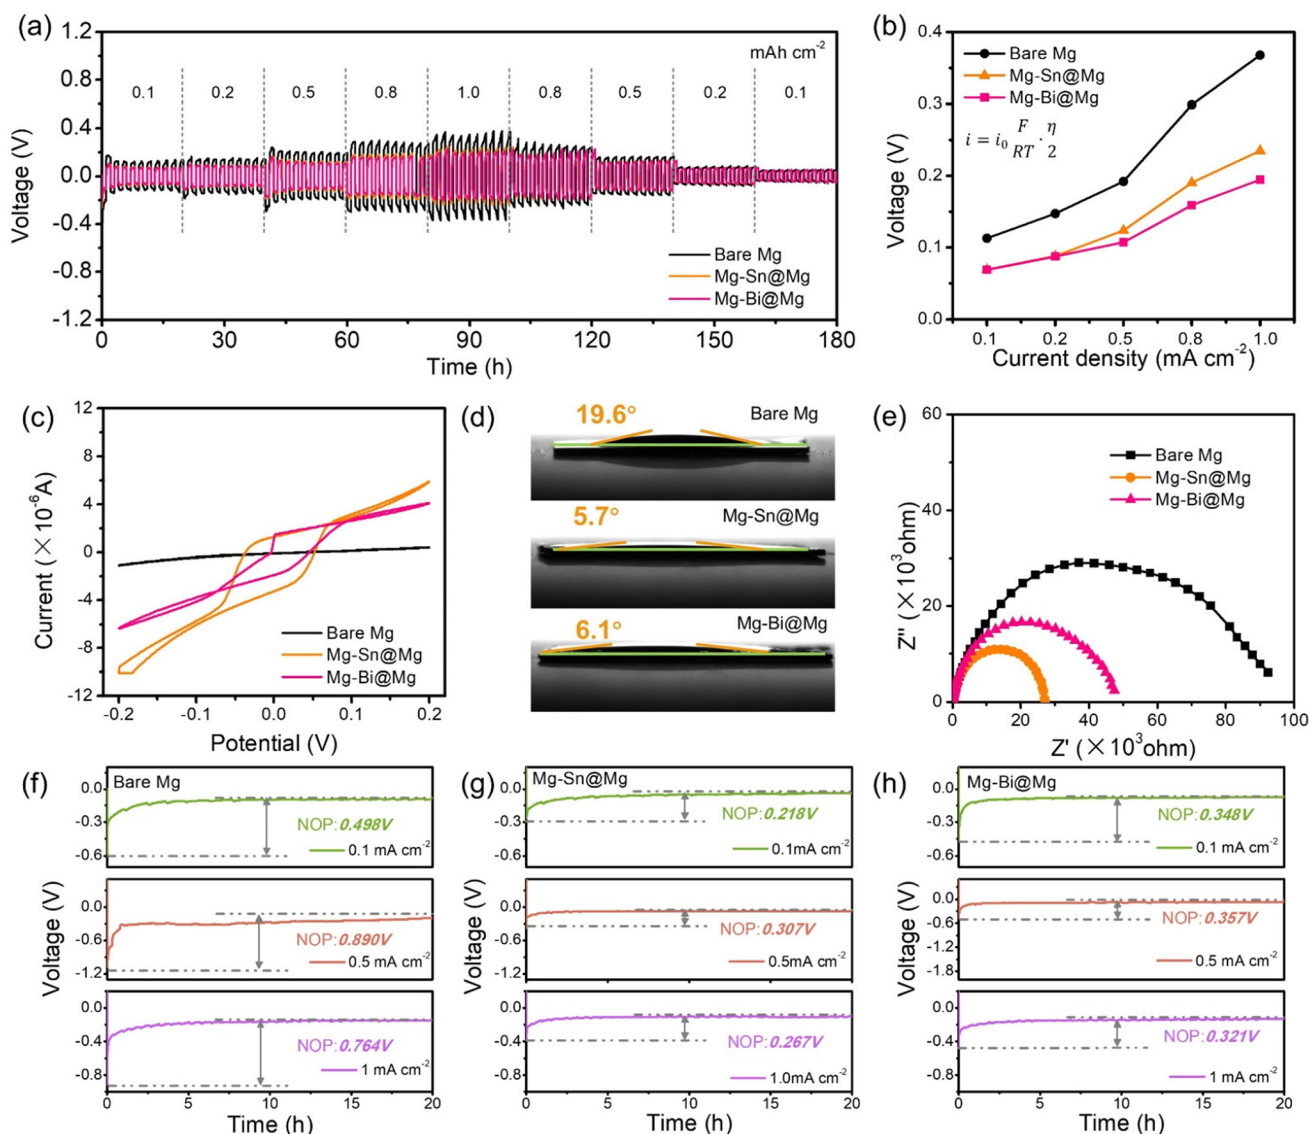 (a)
mAh cm-2
0.1 0.2 0.5 0.8 1.0 0.8 0.5 0.2 0.1
1.2
0.8
0.4
0.0
-0.4
-0.8
-1.2
Voltage (V)
Bare Mg
Mg-Sn@Mg
Mg-Bi@Mg
0 30 60 90 120 150 180
Time (h)
(b)
0.4
0.3
0.2
0.1
0.0
Voltage (V)
Bare Mg
Mg-Sn@Mg
Mg-Bi@Mg
i = i0 F/RT · η/2
0.1 0.2 0.5 0.8 1.0
Current density (mA cm-2)
(c)
12
8
4
0
-4
-8
-12
Current (×10-6A)
Bare Mg
Mg-Sn@Mg
Mg-Bi@Mg
-0.2 -0.1 0.0 0.1 0.2
Potential (V)
(d)
19.6°
Bare Mg
5.7°
Mg-Sn@Mg
6.1°
Mg-Bi@Mg
(e)
60
40
20
0
Z'' (×10³ohm)
Bare Mg
Mg-Sn@Mg
Mg-Bi@Mg
0 20 40 60 80 100
Z' (×10³ohm)
(f)
Bare Mg
0.0
-0.3
-0.6
NOP:0.498V
0.1 mA cm-2
0.0
-0.6
-1.2
NOP:0.890V
0.5 mA cm-2
0.0
-0.4
-0.8
NOP:0.764V
1 mA cm-2
Voltage (V)
0 5 10 15 20
Time (h)
(g)
Mg-Sn@Mg
0.0
-0.3
-0.6
NOP:0.218V
0.1mA cm-2
0.0
-0.6
-1.2
NOP:0.307V
0.5mA cm-2
0.0
-0.4
-0.8
NOP:0.267V
1.0mA cm-2
Voltage (V)
0 5 10 15 20
Time (h)
(h)
Mg-Bi@Mg
0.0
-0.3
-0.6
NOP:0.348V
0.1 mA cm-2
0.0
-0.6
-1.2
-1.8
NOP:0.357V
0.5 mA cm-2
0.0
-0.4
-0.8
NOP:0.321V
1 mA cm-2
Voltage (V)
0 5 10 15 20
Time (h)